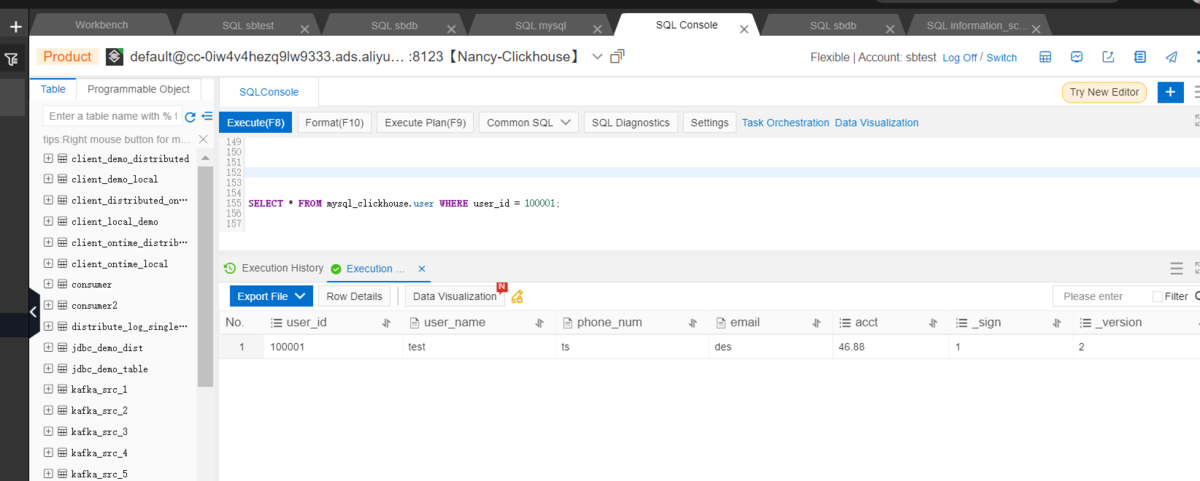 Workbench
SQL sbtest
SQL sbdb
SQL mysql
SQL Console
SQL sbdb
SQL information_sc...
Product
default@cc-0iw4v4hezq9lw9333.ads.aliyu... :8123【Nancy-Clickhouse】
Flexible | Account: sbtest Log Off / Switch
Table
Programmable Object
SQLConsole
Try New Editor
Enter a table name with %
Execute(F8)
Format(F10)
Execute Plan(F9)
Common SQL
SQL Diagnostics
Settings
Task Orchestration
Data Visualization
tips:Right mouse button for m...
client_demo_distributed
client_demo_local
client_distributed_on···
client_local_demo
client_ontime_distrib···
client_ontime_local
consumer
consumer2
distribute_log_single···
jdbc_demo_dist
jdbc_demo_table
kafka_src_1
kafka_src_2
kafka_src_3
kafka_src_4
kafka_src_5
149
150
151
152
153
154
155 SELECT * FROM mysql_clickhouse.user WHERE user_id = 100001;
156
157
Execution History
Execution ...
Export File
Row Details
Data Visualization
N
Please enter
Filter
No. user_id user_name phone_num email acct _sign _version
1 100001 test ts des 46.88 1 2